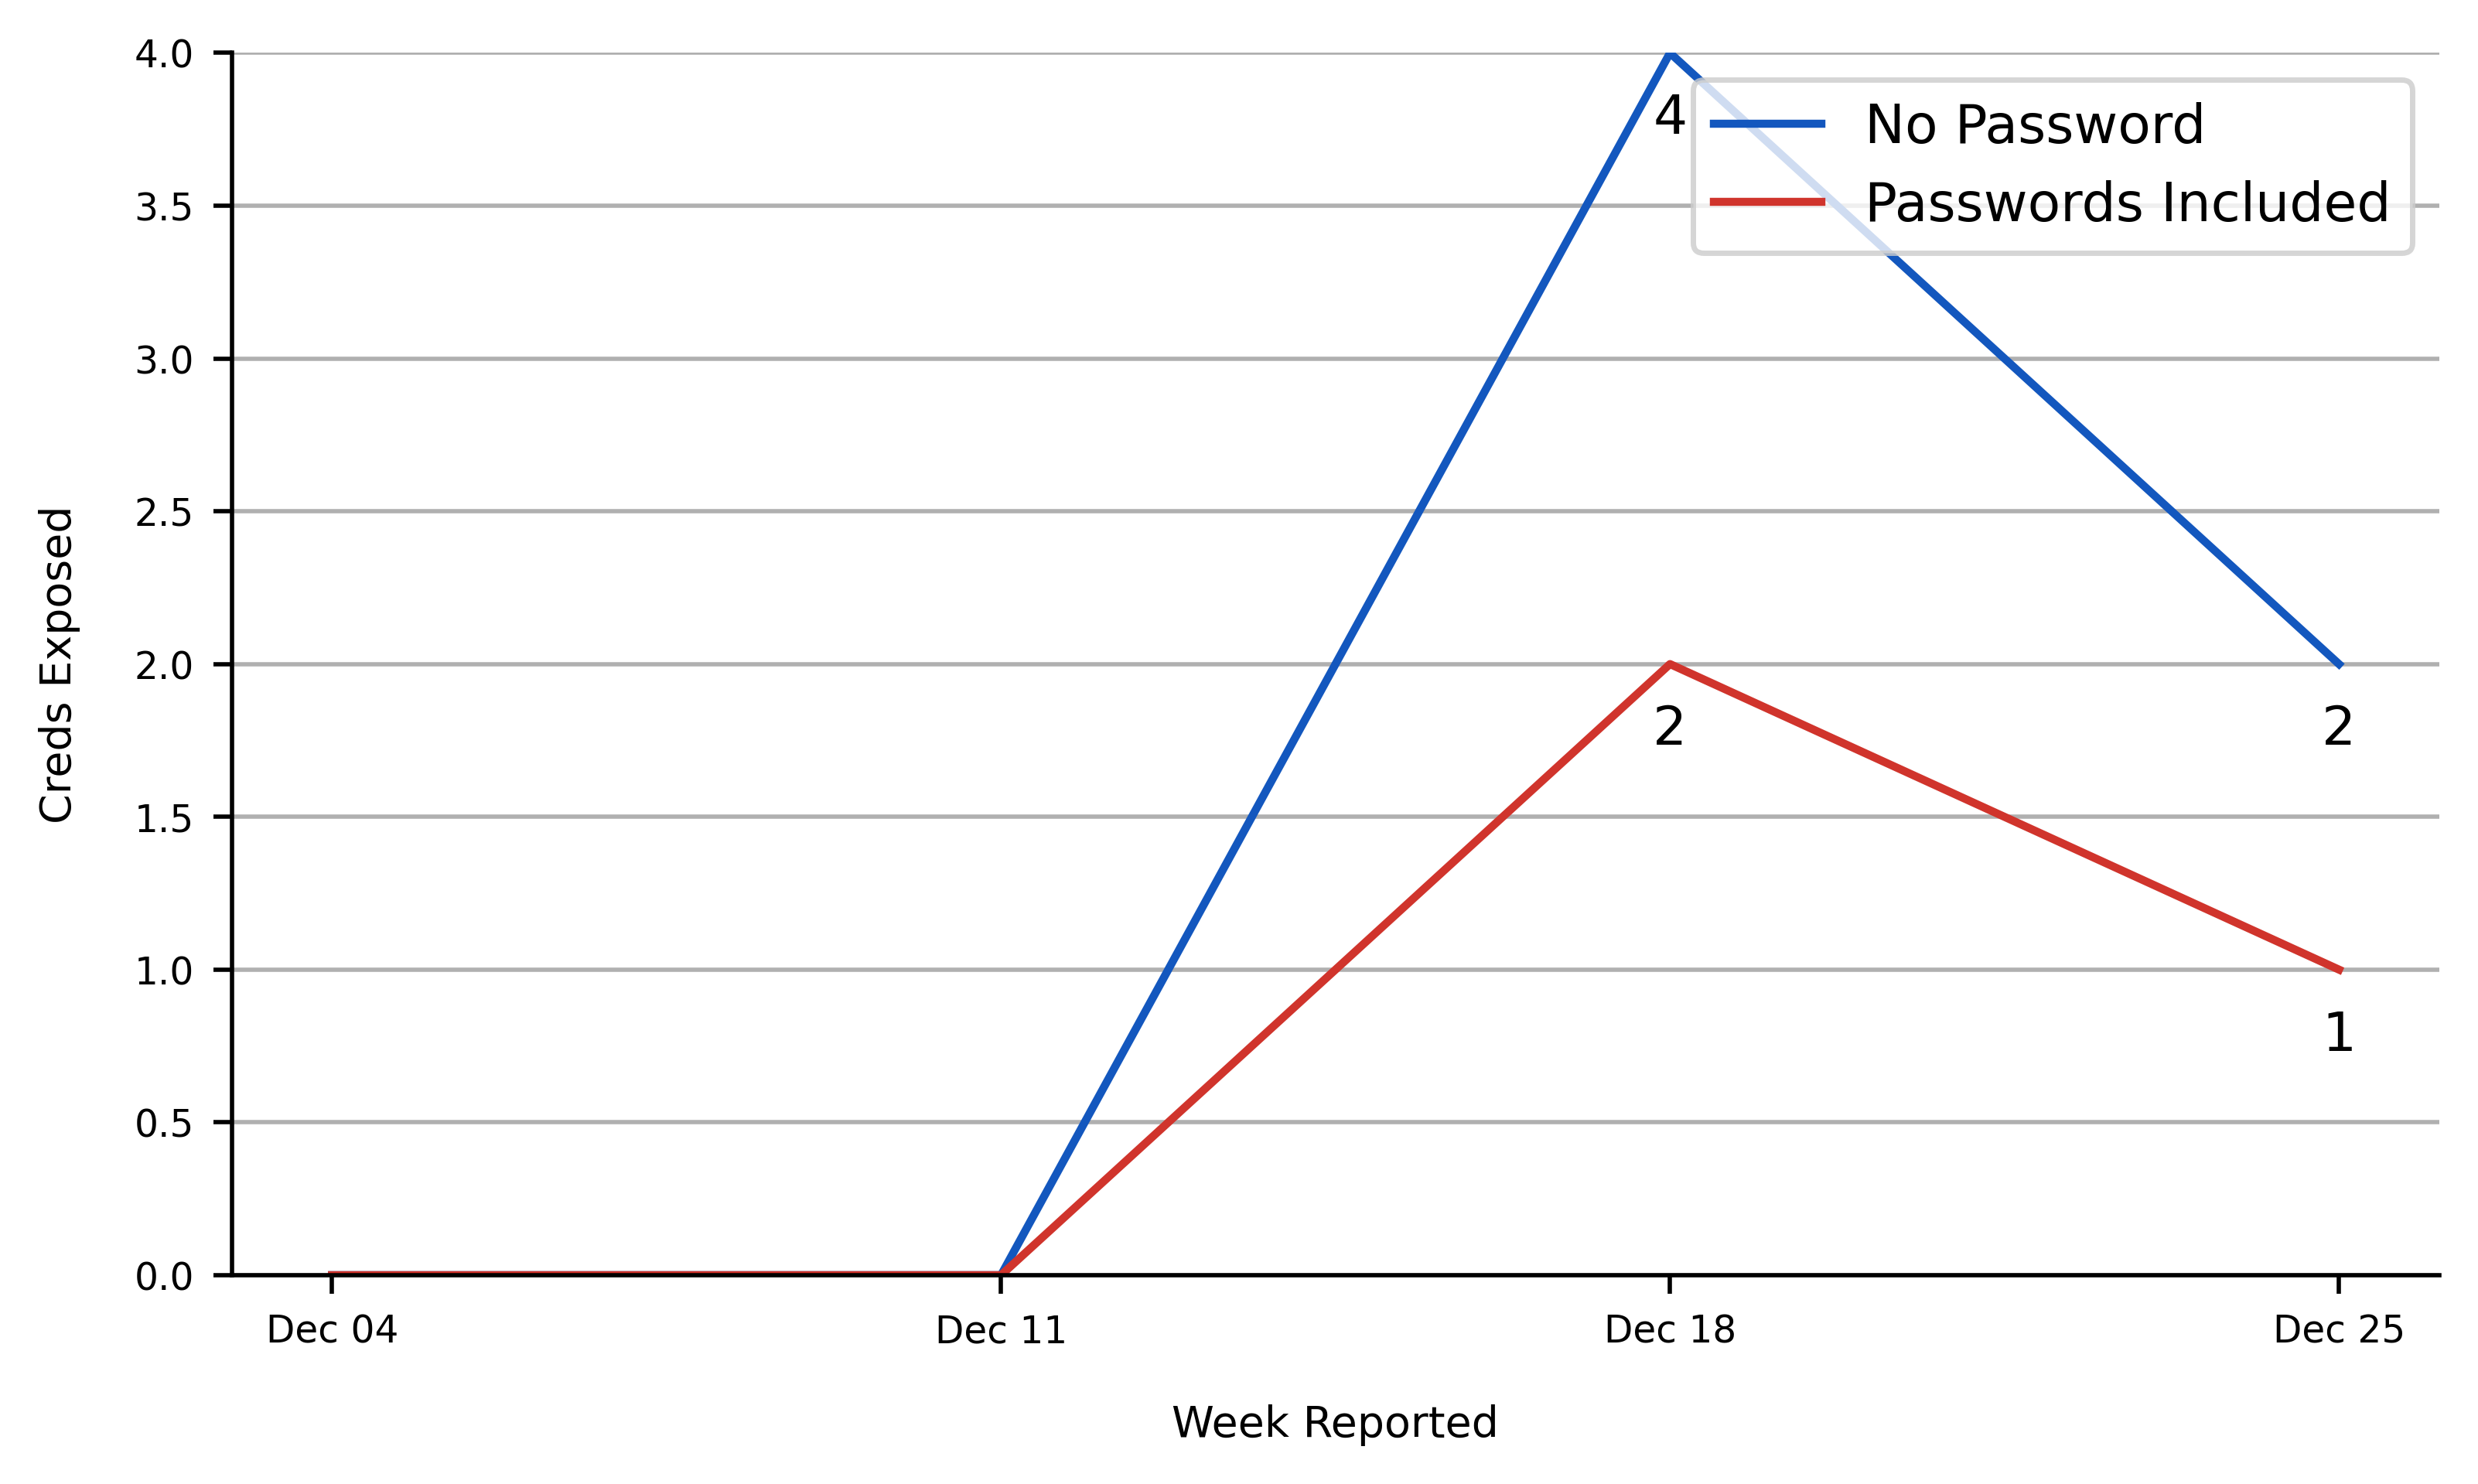 4.0
3.5
3.0
2.5
2.0
1.5
1.0
0.5
0.0
Creds Exposed
4
No Password
Passwords Included
2
2
1
Dec 04
Dec 11
Dec 18
Dec 25
Week Reported